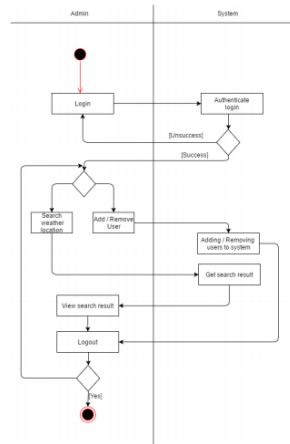 Admin
System
Login
Authenticate
login
[Unsuccess]
[Success]
Search
weather
location
Add / Remove
User
Adding / Removing
users to system
Get search result
View search result
Logout
[Yes]